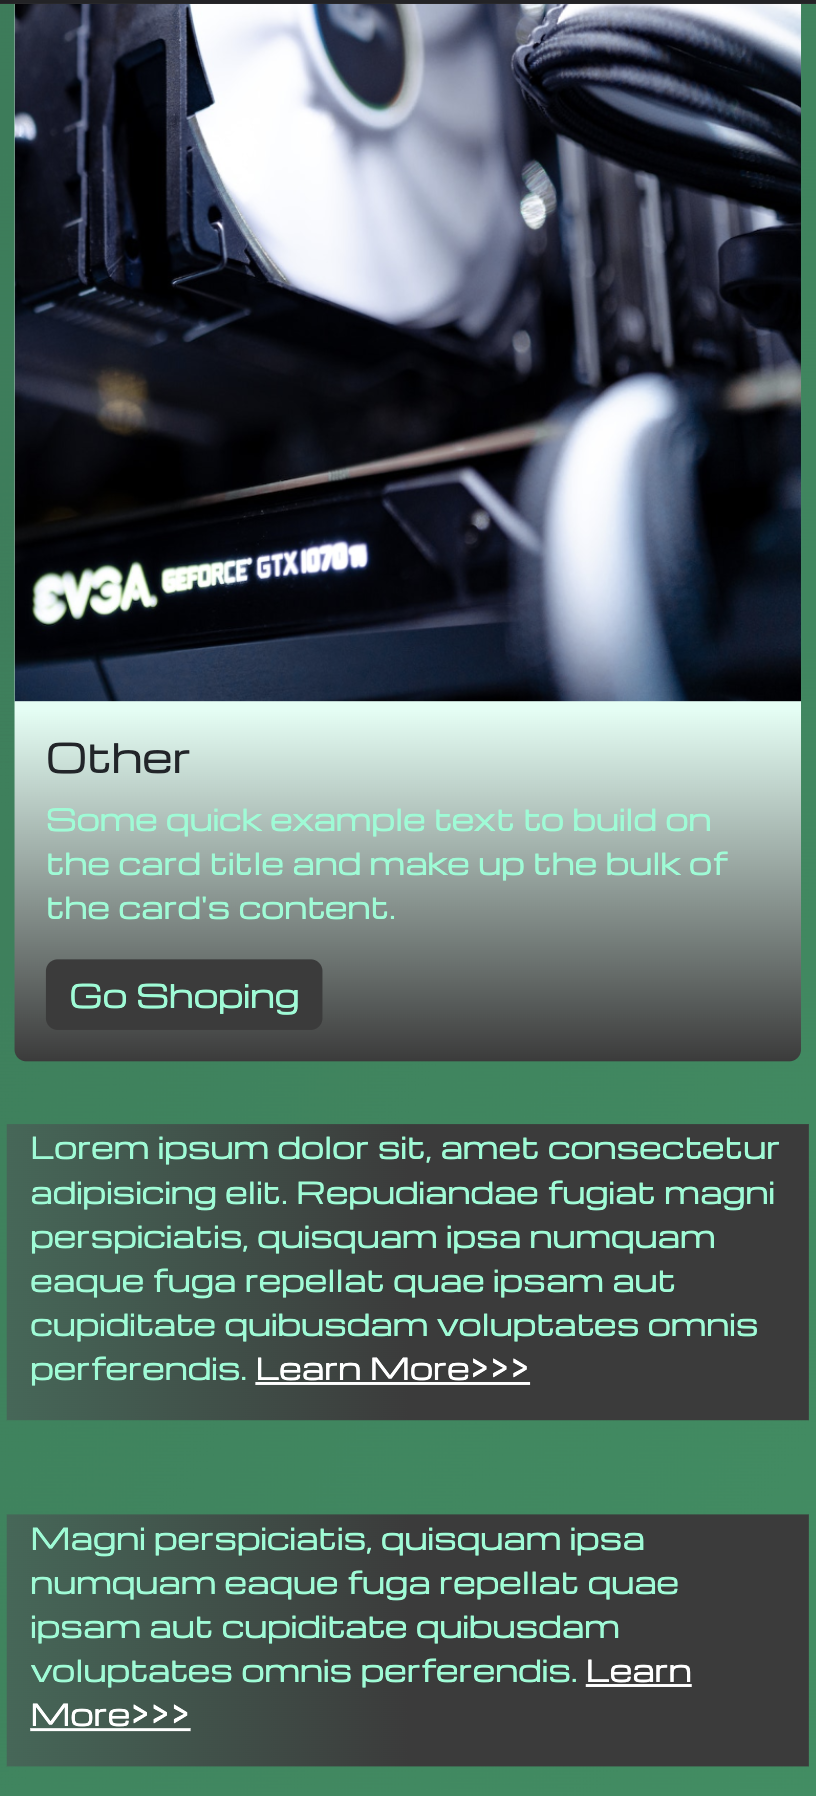 EVGA. GEFORCE GTX 1070 Ti
Other
Some quick example text to build on
the card title and make up the bulk of
the card's content.
Go Shoping
Lorem ipsum dolor sit, amet consectetur
adipisicing elit. Repudiandae fugiat magni
perspiciatis, quisquam ipsa numquam
eaque fuga repellat quae ipsam aut
cupiditate quibusdam voluptates omnis
perferendis. Learn More>>>
Magni perspiciatis, quisquam ipsa
numquam eaque fuga repellat quae
ipsam aut cupiditate quibusdam
voluptates omnis perferendis. Learn
More>>>